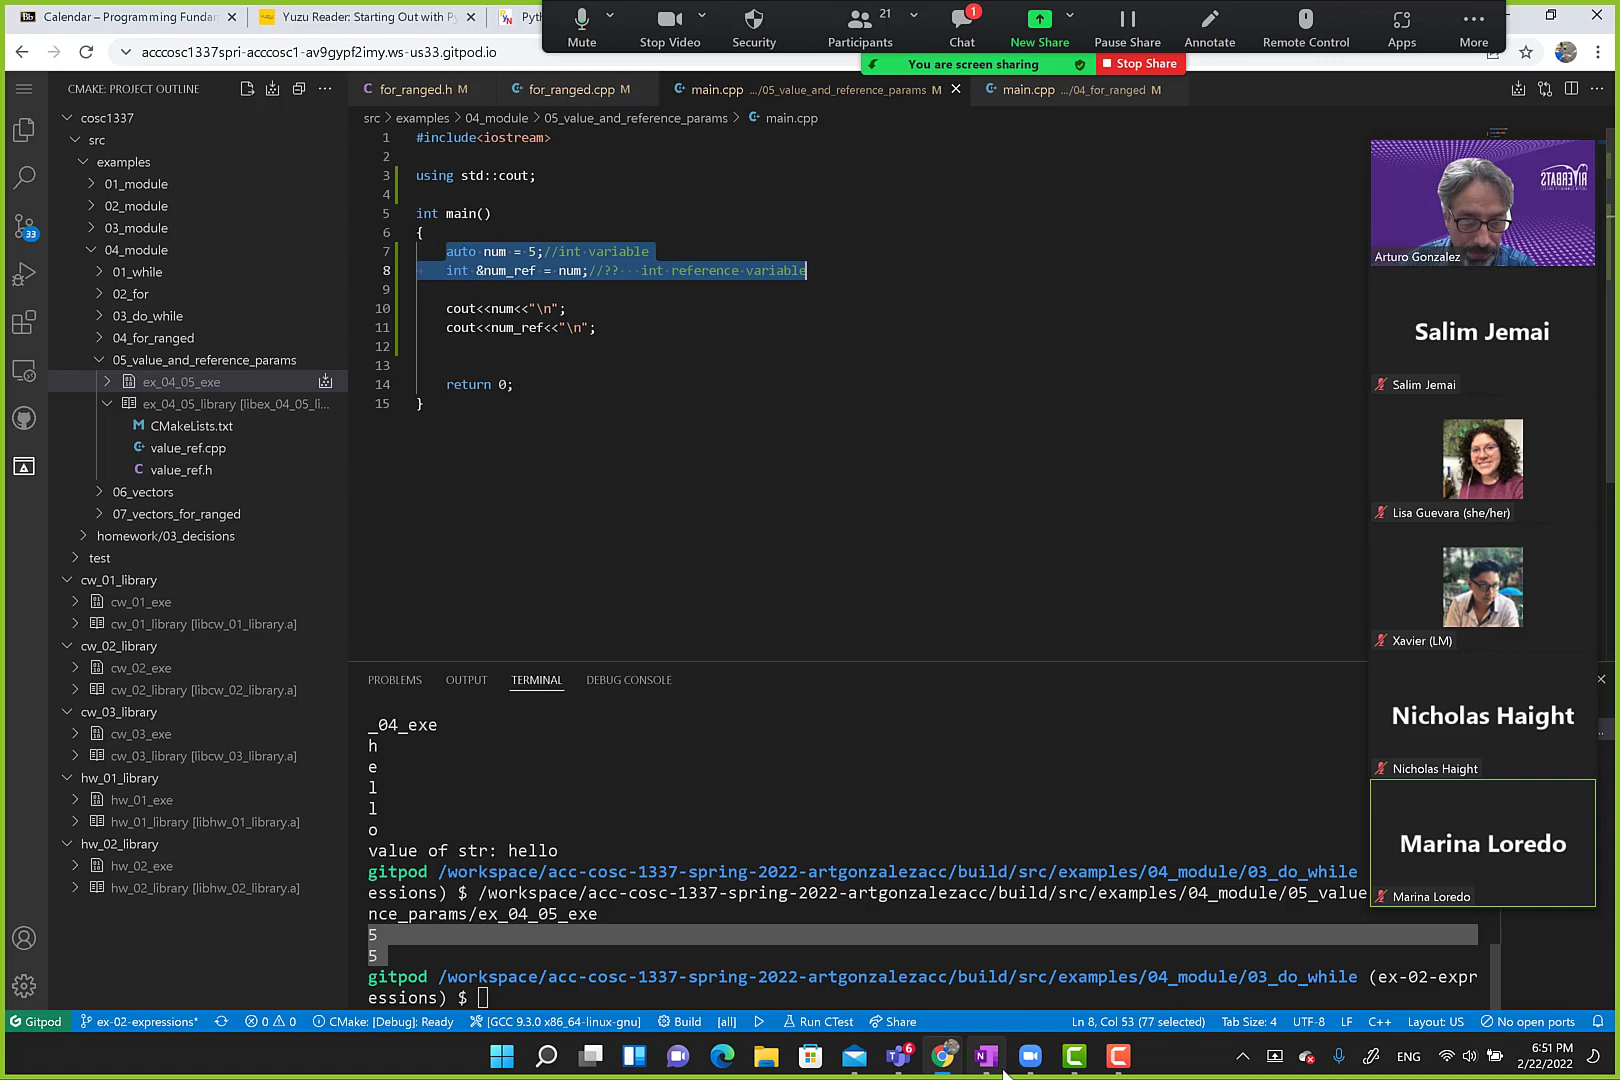 Calendar – Programming Fundar
Yuzu Reader: Starting Out with Py
Pyth
Mute
Stop Video
Security
Participants
21
Chat
1
New Share
Pause Share
Annotate
Remote Control
Apps
More
acccosc1337spri-acccosc1-av9gypf2imy.ws-us33.gitpod.io
You are screen sharing
Stop Share
CMAKE: PROJECT OUTLINE
for_ranged.h M
for_ranged.cpp M
main.cpp .../05_value_and_reference_params M
main.cpp .../04_for_ranged M
src > examples > 04_module > 05_value_and_reference_params > main.cpp
cosc1337
src
examples
01_module
02_module
03_module
04_module
01_while
02_for
03_do_while
04_for_ranged
05_value_and_reference_params
ex_04_05_exe
ex_04_05_library [libex_04_05_li...
CMakeLists.txt
value_ref.cpp
value_ref.h
06_vectors
07_vectors_for_ranged
homework/03_decisions
test
cw_01_library
cw_01_exe
cw_01_library [libcw_01_library.a]
cw_02_library
cw_02_exe
cw_02_library [libcw_02_library.a]
cw_03_library
cw_03_exe
cw_03_library [libcw_03_library.a]
hw_01_library
hw_01_exe
hw_01_library [libhw_01_library.a]
hw_02_library
hw_02_exe
hw_02_library [libhw_02_library.a]
33
1 #include<iostream>
2
3 using std::cout;
4
5 int main()
6 {
7 auto num = 5;//int variable
8 int &num_ref = num;//?? int reference variable
9
10 cout<<num<<"\n";
11 cout<<num_ref<<"\n";
12
13
14 return 0;
15 }
PROBLEMS OUTPUT TERMINAL DEBUG CONSOLE
_04_exe
h
e
l
l
o
value of str: hello
gitpod /workspace/acc-cosc-1337-spring-2022-artgonzalezacc/build/src/examples/04_module/03_do_while
essions) $ /workspace/acc-cosc-1337-spring-2022-artgonzalezacc/build/src/examples/04_module/05_value
nce_params/ex_04_05_exe
5
5
gitpod /workspace/acc-cosc-1337-spring-2022-artgonzalezacc/build/src/examples/04_module/03_do_while (ex-02-expr
essions) $
RIVERBATS
Arturo Gonzalez
Salim Jemai
Salim Jemai
Lisa Guevara (she/her)
Xavier (LM)
Nicholas Haight
Nicholas Haight
Marina Loredo
Marina Loredo
Gitpod
ex-02-expressions*
0 0
CMake: [Debug]: Ready
[GCC 9.3.0 x86_64-linux-gnu]
Build
[all]
Run CTest
Share
Ln 8, Col 53 (77 selected)
Tab Size: 4
UTF-8
LF
C++
Layout: US
No open ports
6
ENG
6:51 PM
2/22/2022